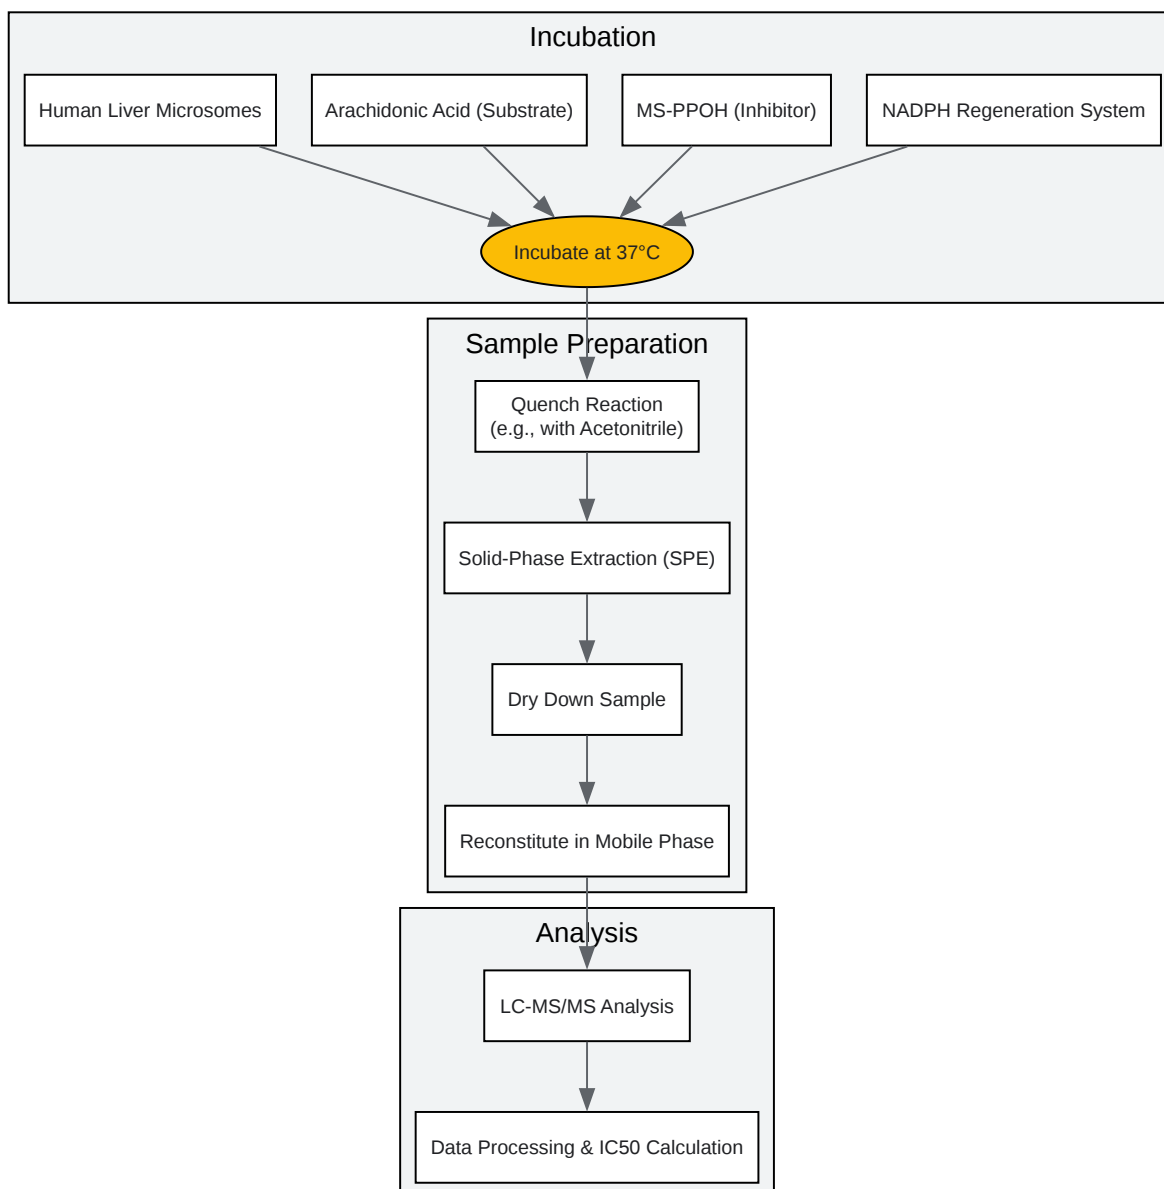 Incubation
Human Liver Microsomes
Arachidonic Acid (Substrate)
MS-PPOH (Inhibitor)
NADPH Regeneration System
Incubate at 37°C
Sample Preparation
Quench Reaction
(e.g., with Acetonitrile)
Solid-Phase Extraction (SPE)
Dry Down Sample
Reconstitute in Mobile Phase
Analysis
LC-MS/MS Analysis
Data Processing & IC50 Calculation